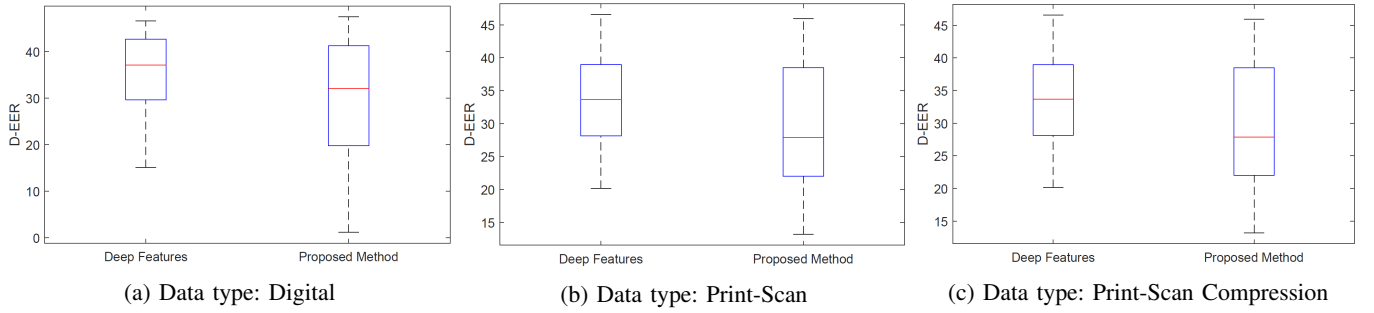 D-EER
40
30
20
10
0
Deep Features
Proposed Method
(a) Data type: Digital
D-EER
45
40
35
30
25
20
15
Deep Features
Proposed Method
(b) Data type: Print-Scan
D-EER
45
40
35
30
25
20
15
Deep Features
Proposed Method
(c) Data type: Print-Scan Compression